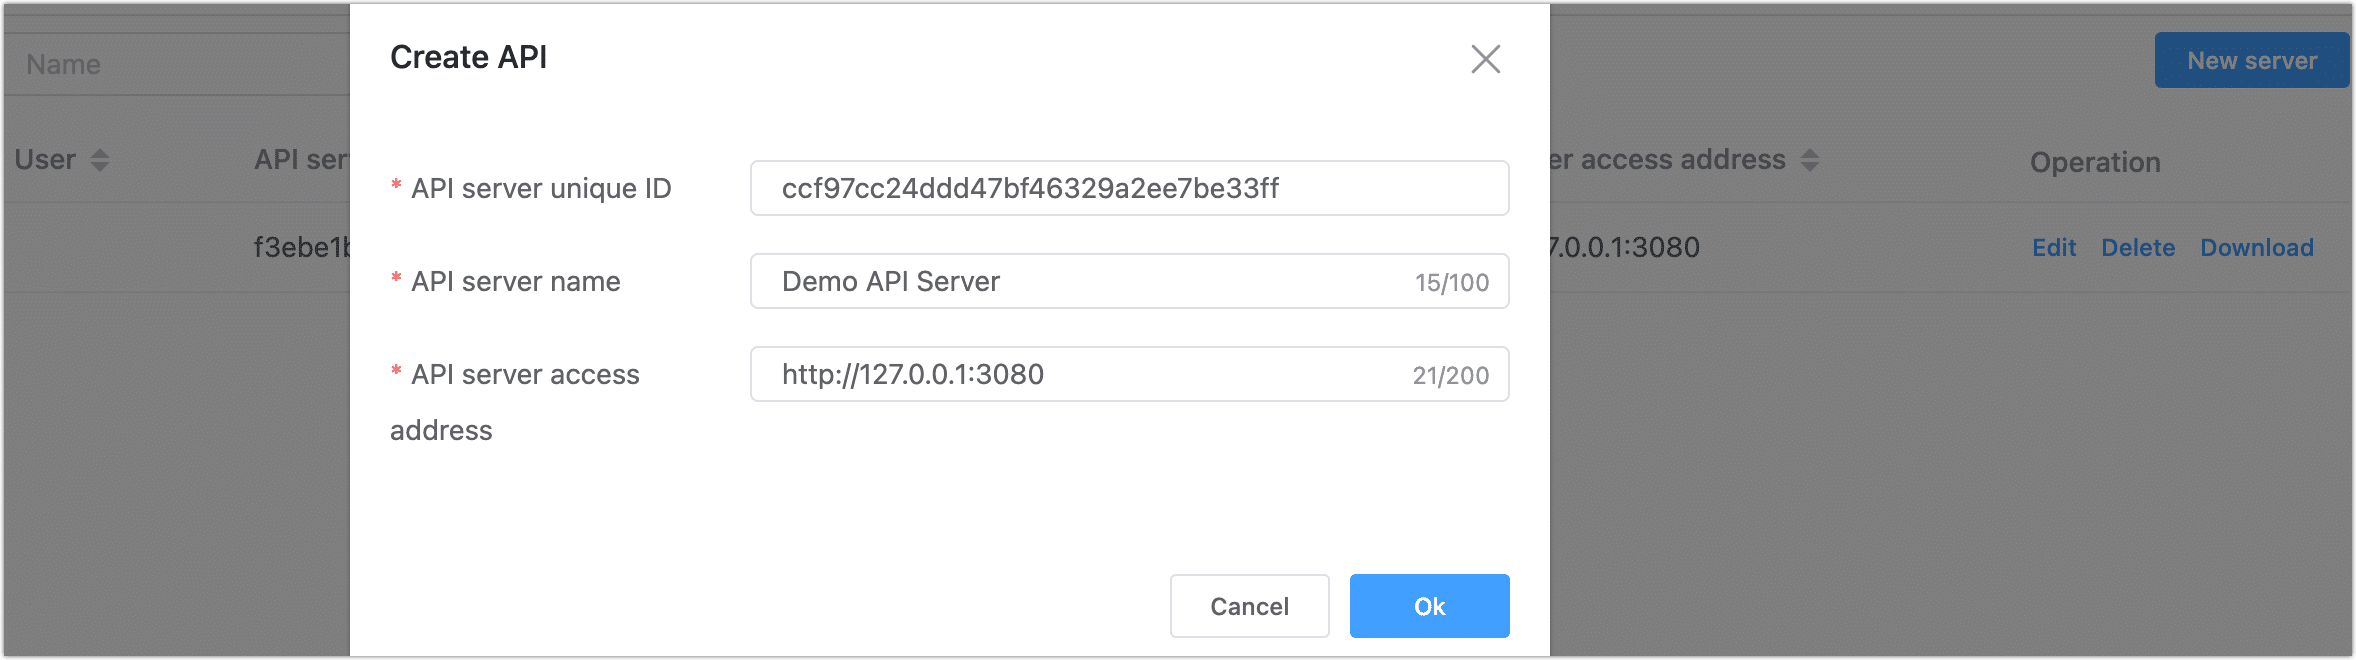 Create API
Name
New server
User
API ser
er access address
Operation
* API server unique ID
ccf97cc24ddd47bf46329a2ee7be33ff
f3ebe1b
7.0.0.1:3080
Edit Delete Download
* API server name
Demo API Server
15/100
* API server access
address
http://127.0.0.1:3080
21/200
Cancel
Ok